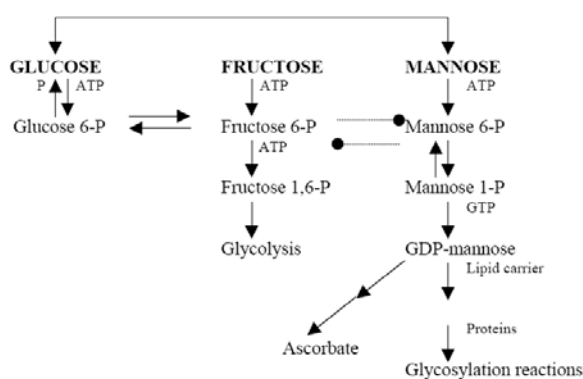 GLUCOSE FRUCTOSE MANNOSE
P ATP ATP ATP
Glucose 6-P Fructose 6-P Mannose 6-P
ATP
Fructose 1,6-P Mannose 1-P
GTP
Glycolysis GDP-mannose
Lipid carrier
Proteins
Ascorbate
Glycosylation reactions